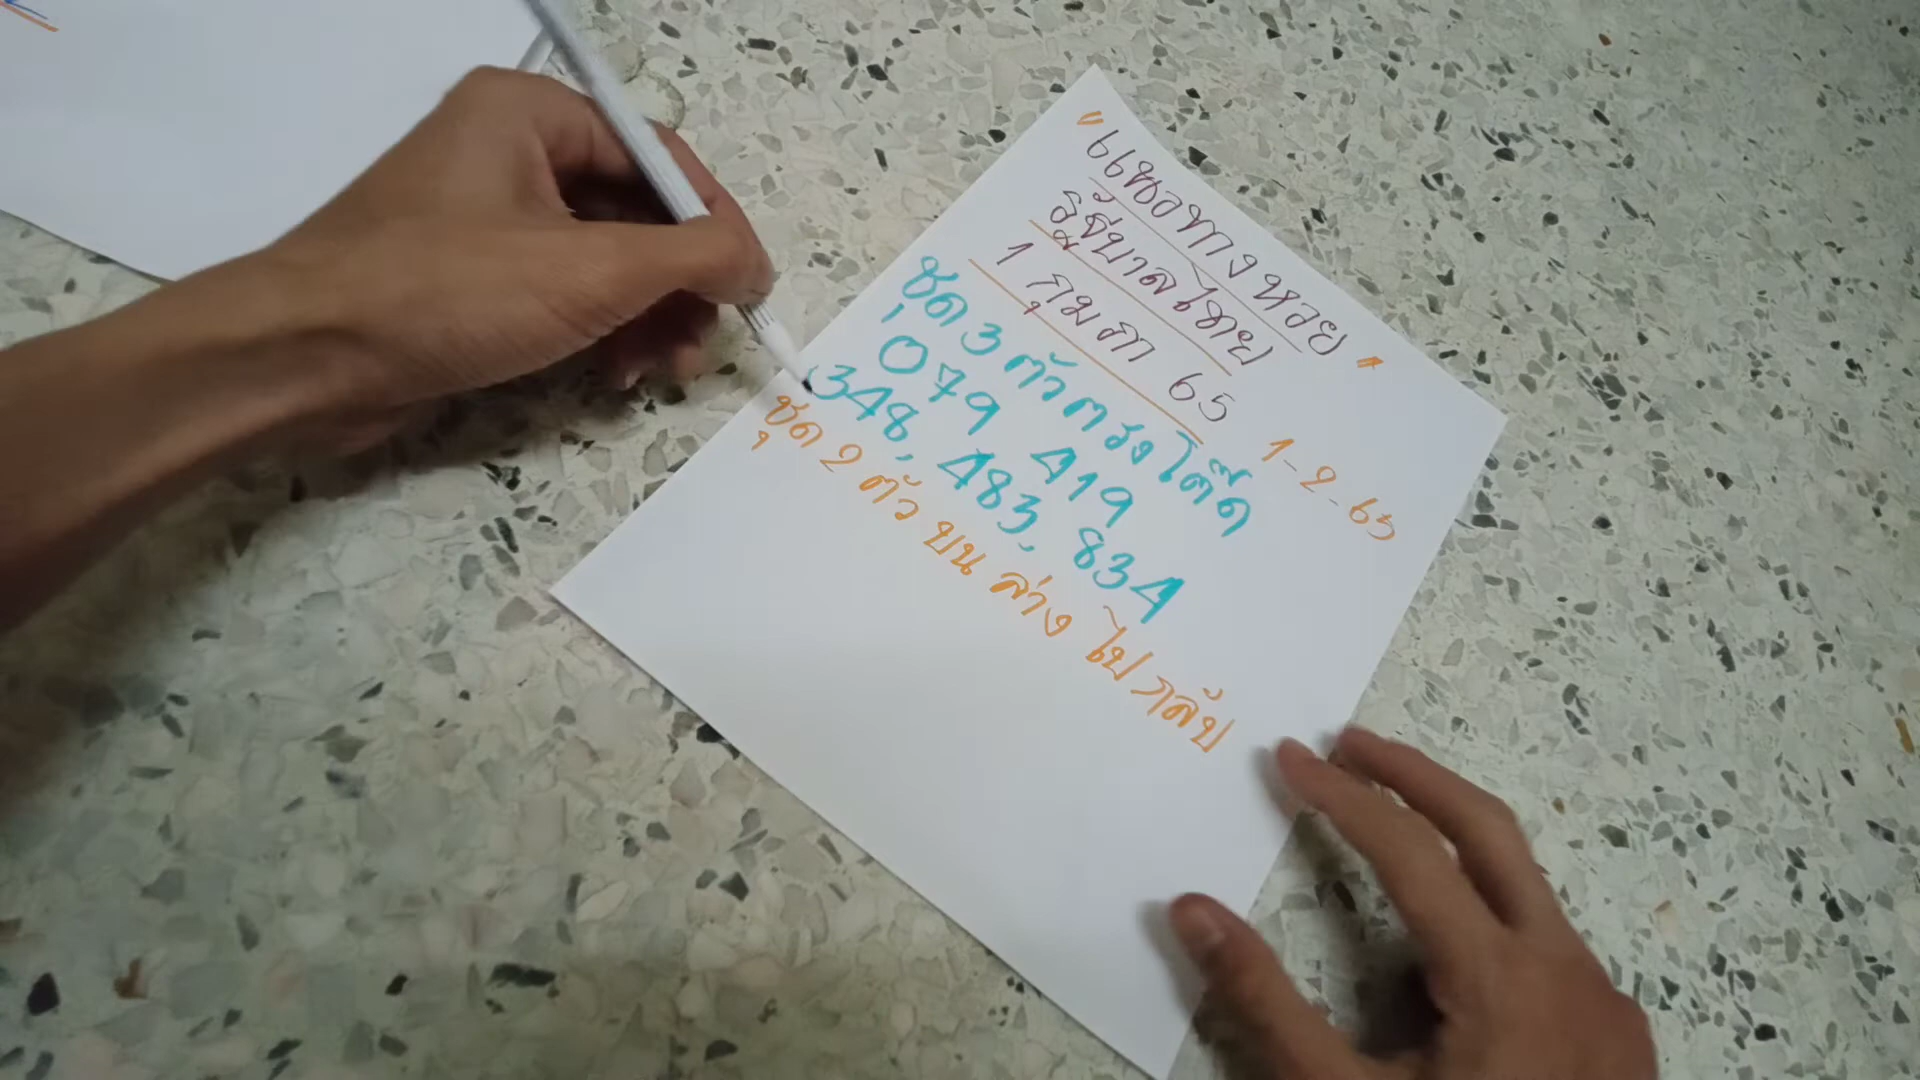 "แนวทางหวย
รัฐบาลไทย"
1 กุมภา 65
1-2-65
ชุด 3 ตัวตรงโต๊ด
079 419
348, 483, 834
ชุด 2 ตัว บน ล่าง ไป กลับ